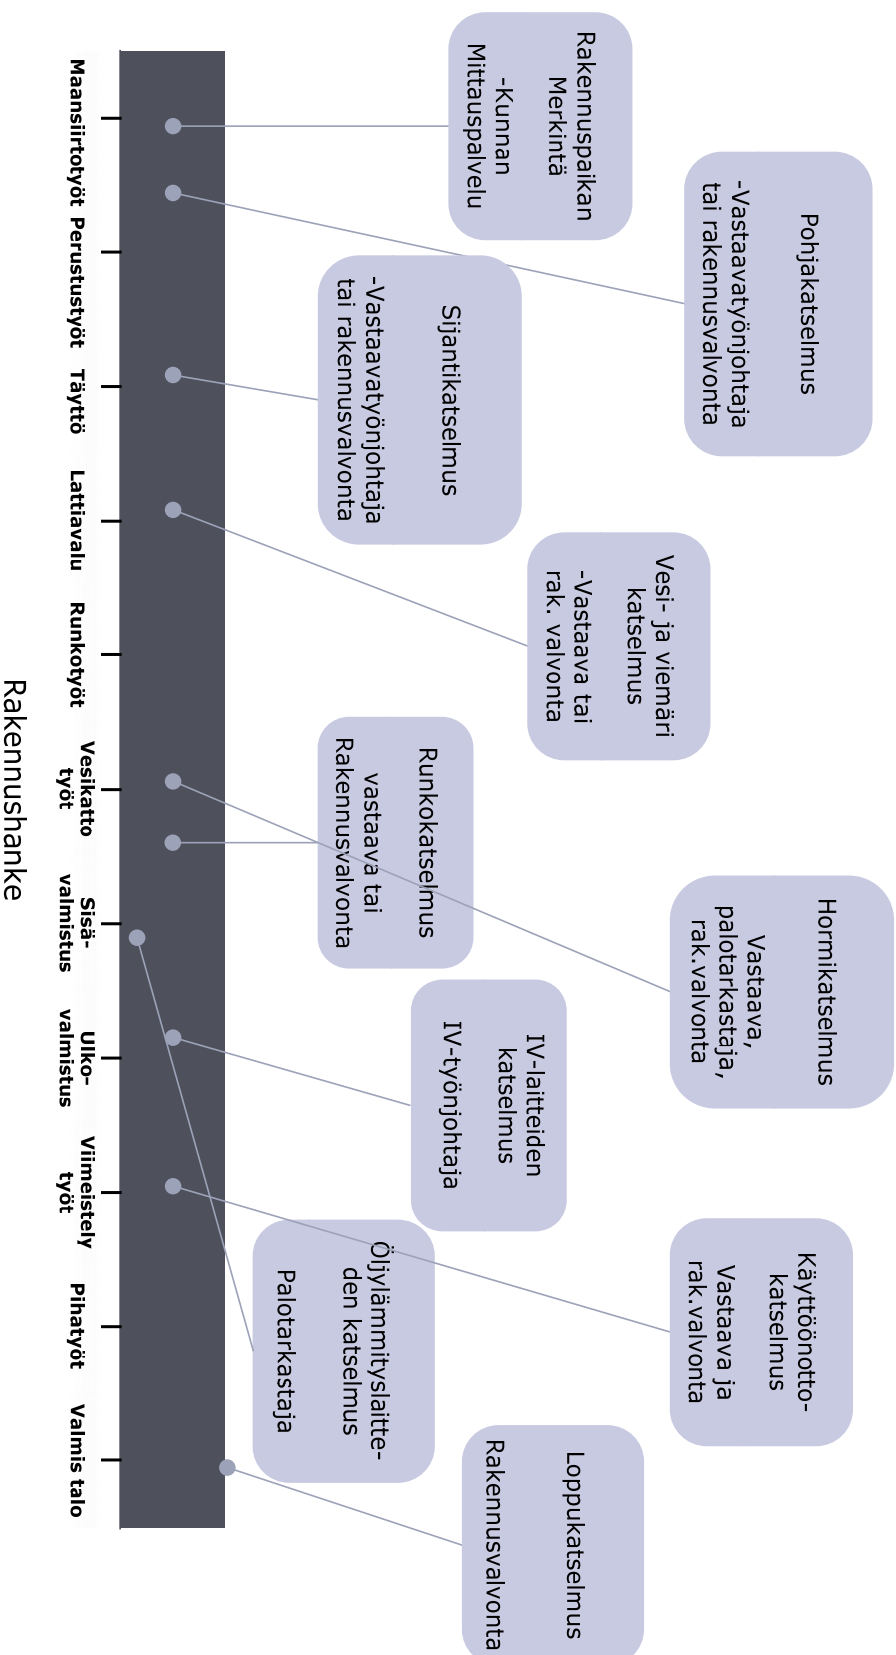 Rakennuspaikan
Merkintä
-Kunnan
Mittauspalvelu
Pohjakatselmus
-Vastaavatyönjohtaja
tai rakennusvalvonta
Sijantikatselmus
-Vastaavatyönjohtaja
tai rakennusvalvonta
Vesi- ja viemäri
katselmus
-Vastaava tai
rak. valvonta
Runkokatselmus
vastaava tai
Rakennusvalvonta
Hormikatselmus
Vastaava,
palotarkastaja,
rak.valvonta
IV-laitteiden
katselmus
IV-työnjohtaja
Käyttöönotto-
katselmus
Vastaava ja
rak.valvonta
Öljylämmityslaitte-
den katselmus
Palotarkastaja
Loppukatselmus
Rakennusvalvonta
Maansiirtotyöt
Perustustyöt
Täyttö
Lattiavalu
Runkotyöt
Vesikatto
työt
Sisä-
valmistus
Ulko-
valmistus
Viimeistely
työt
Pihatyöt
Valmis talo
Rakennushanke